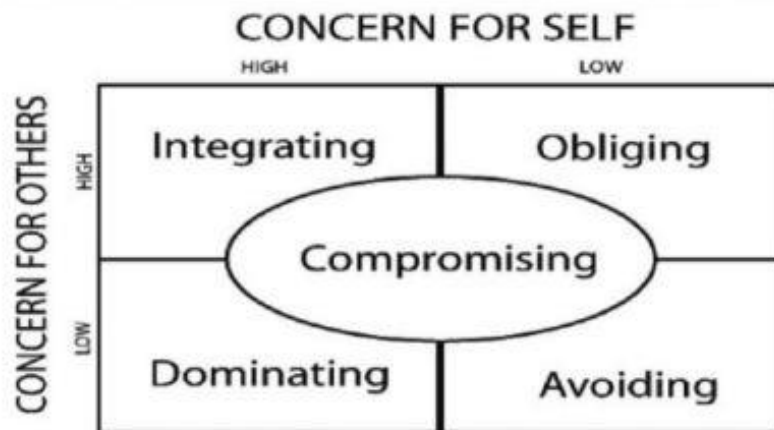 CONCERN FOR SELF
HIGH LOW
CONCERN FOR OTHERS
HIGH
Integrating Obliging
Compromising
LOW
Dominating Avoiding